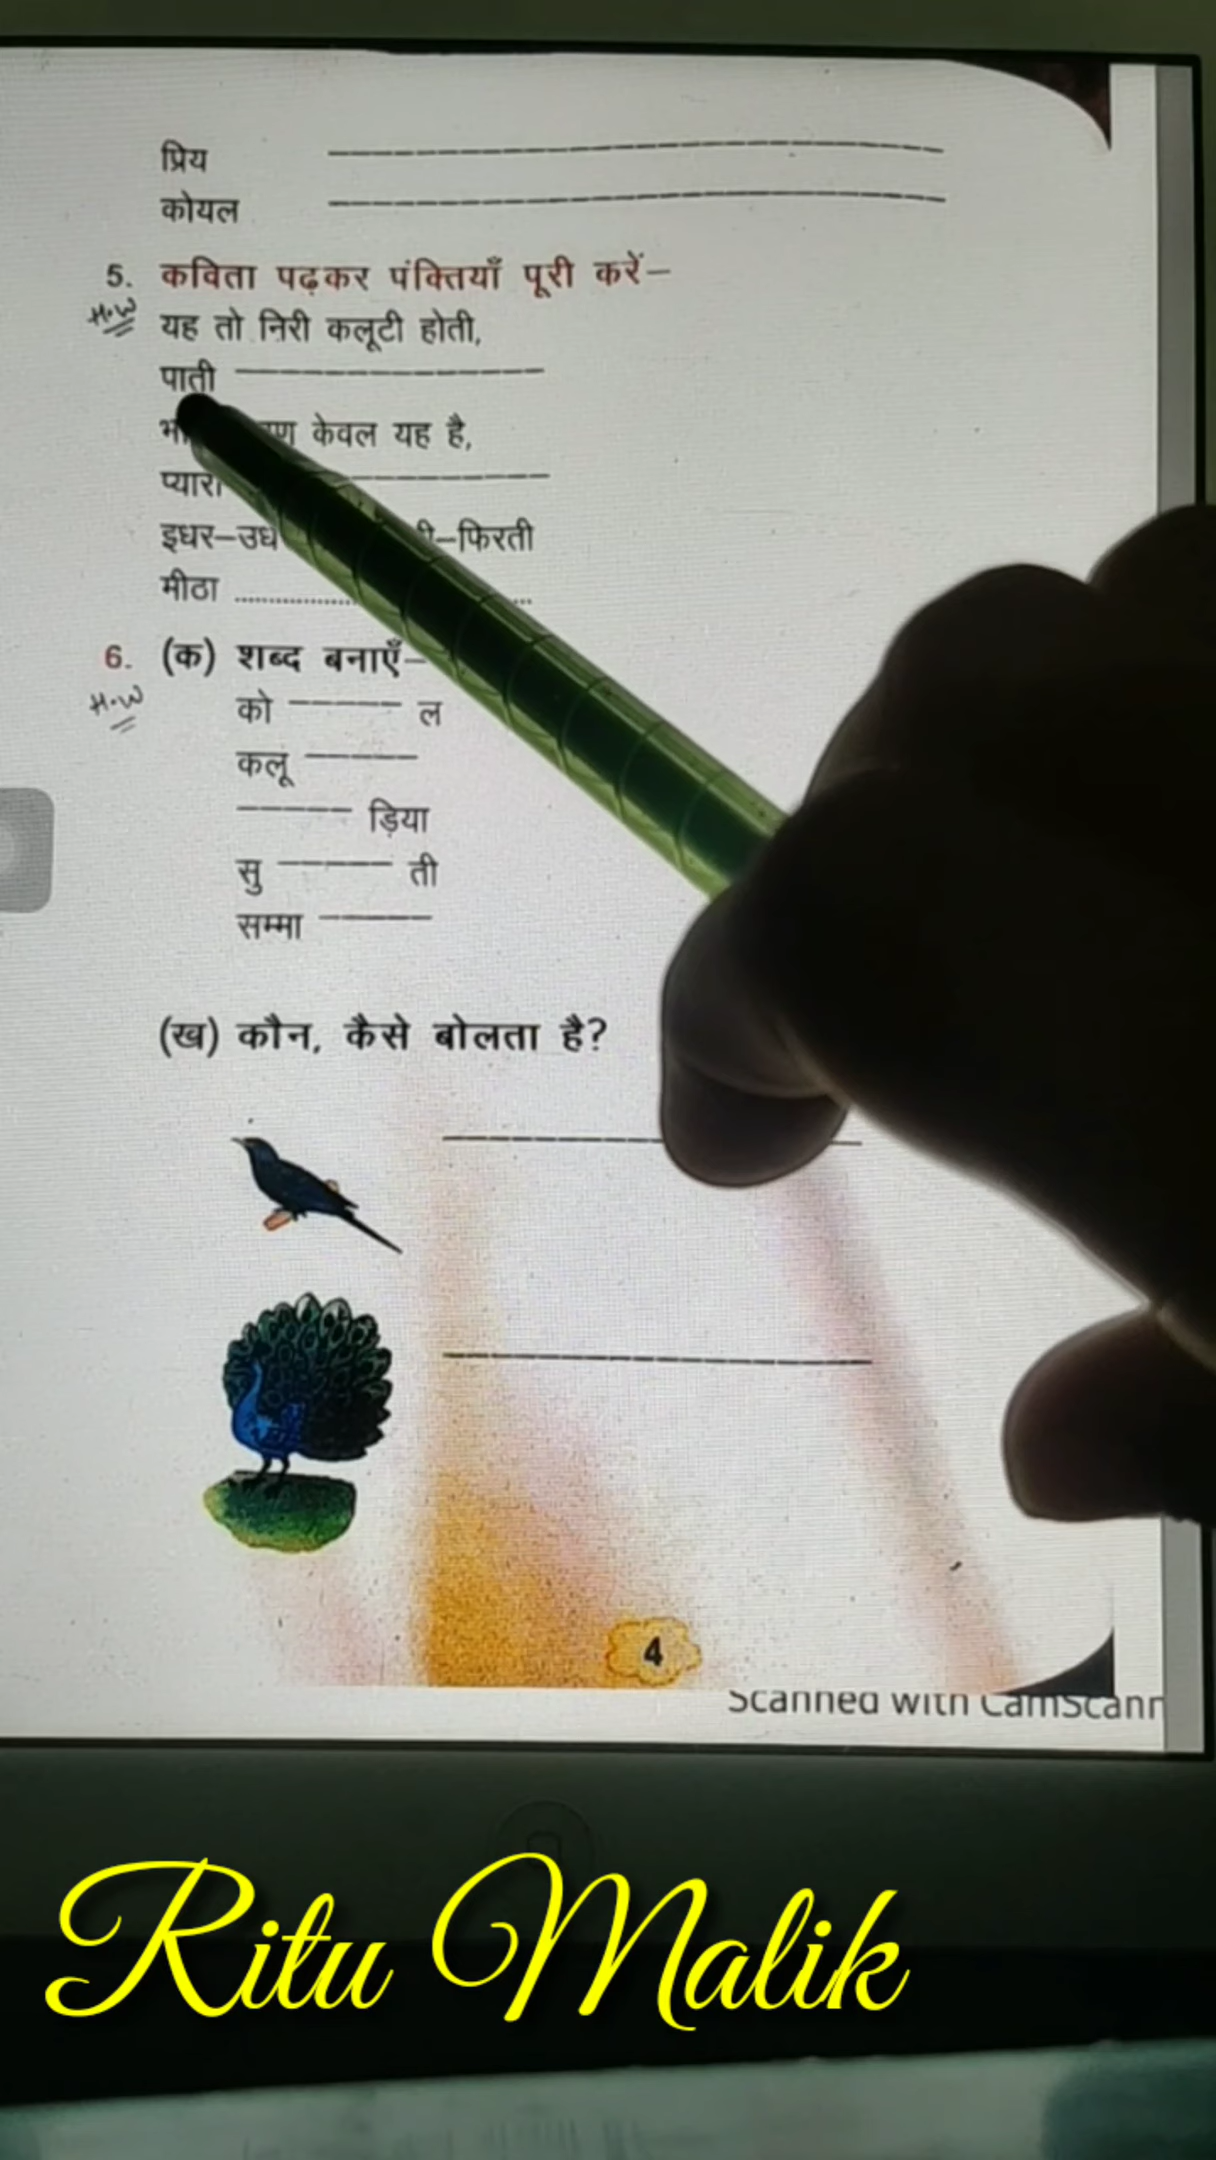 प्रिय
कोयल
5. कविता पढ़कर पंक्तियाँ पूरी करें–
H.W यह तो निरी कलूटी होती,
पाती
केवल यह है,
प्यारी
इधर–उध –फिरती
मीठा
6. (क) शब्द बनाएँ–
H.W को ----- ल
कलू -----
----- ड़िया
सु ----- ती
सम्मा -----
(ख) कौन, कैसे बोलता है?
4
Scanned with CamScann
Ritu Malik